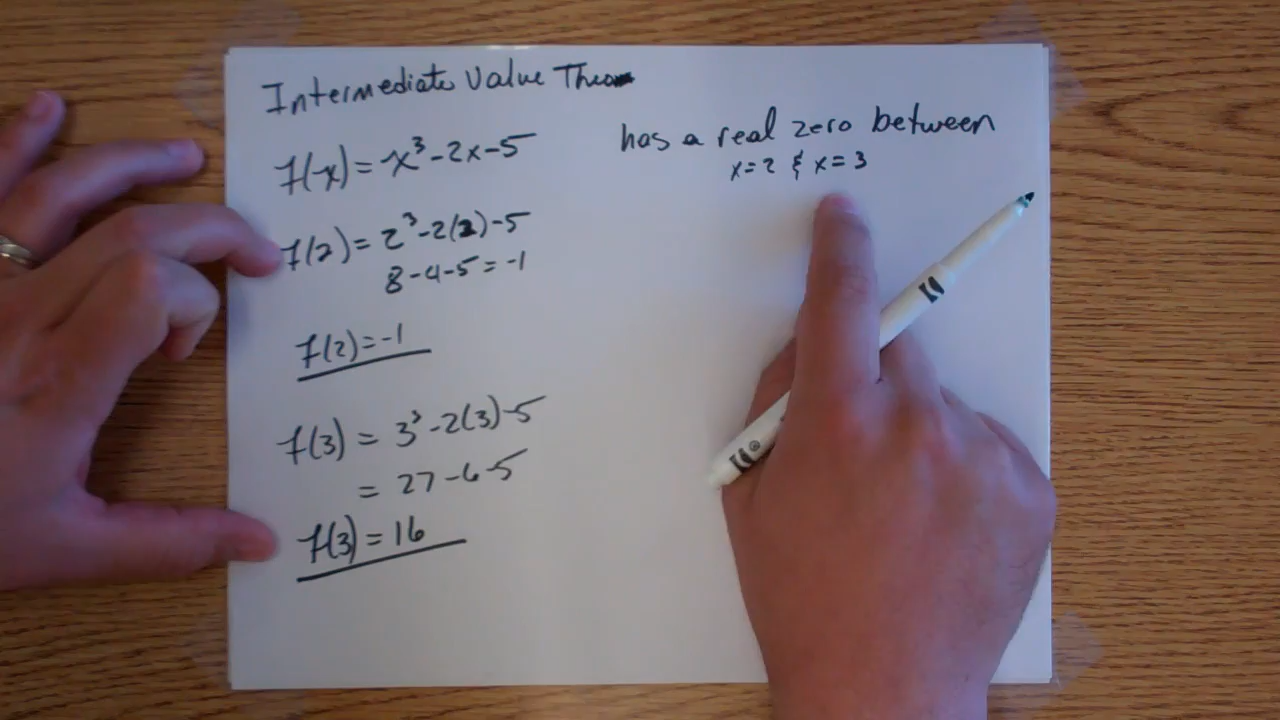 Intermediate Value Theo
f(x) = x³ - 2x - 5
has a real zero between
x = 2 & x = 3
f(2) = 2³ - 2(2) - 5
8 - 4 - 5 = -1
f(2) = -1
f(3) = 3³ - 2(3) - 5
= 27 - 6 - 5
f(3) = 16